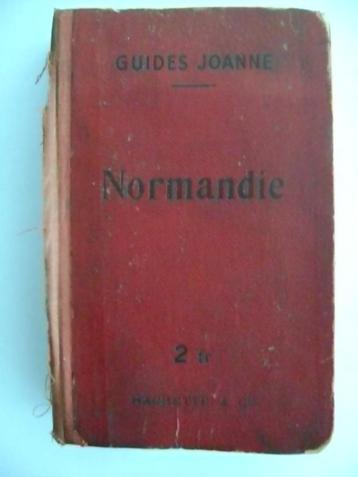 GUIDES JOANNE
Normandie
2 fr
HACHETTE & Cie